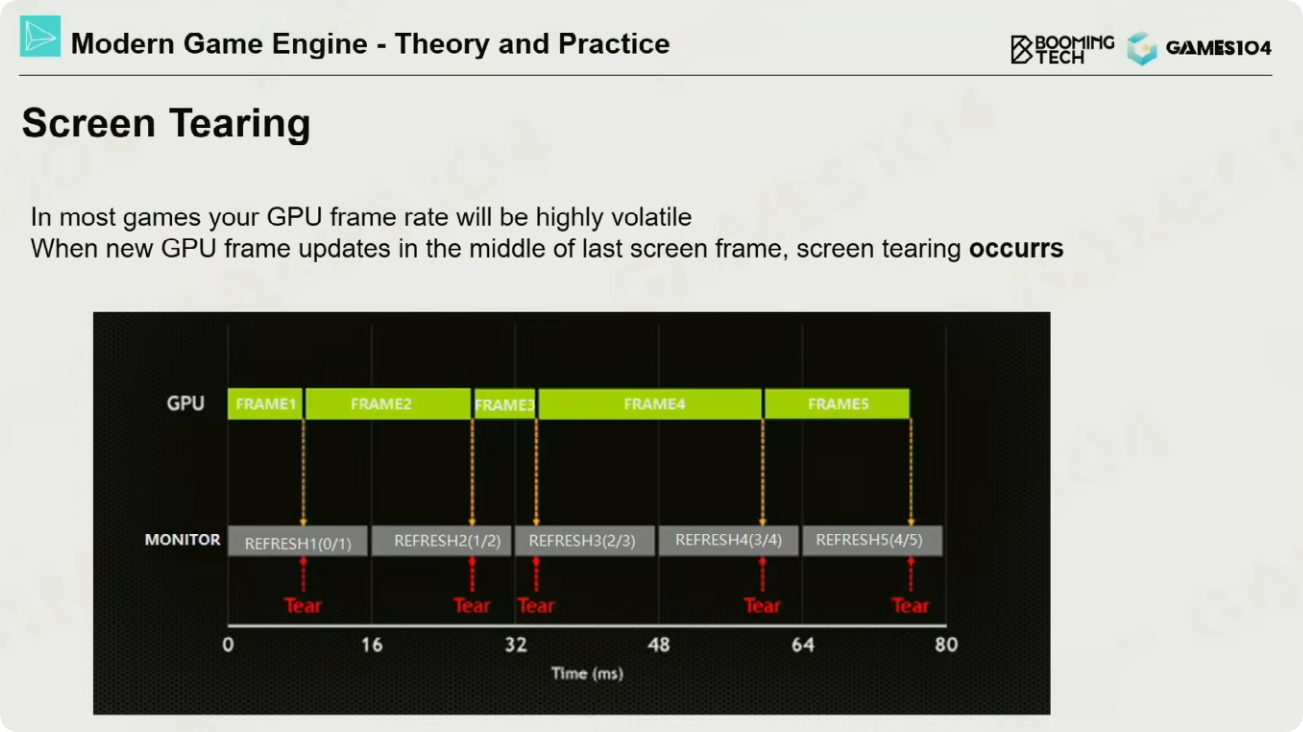 Modern Game Engine - Theory and Practice
BOOMING
TECH
GAMES104
Screen Tearing
In most games your GPU frame rate will be highly volatile
When new GPU frame updates in the middle of last screen frame, screen tearing occurrs
GPU FRAME1 FRAME2 FRAME3 FRAME4 FRAME5
MONITOR REFRESH1(0/1) REFRESH2(1/2) REFRESH3(2/3) REFRESH4(3/4) REFRESH5(4/5)
Tear Tear Tear Tear Tear
0 16 32 48 64 80
Time (ms)